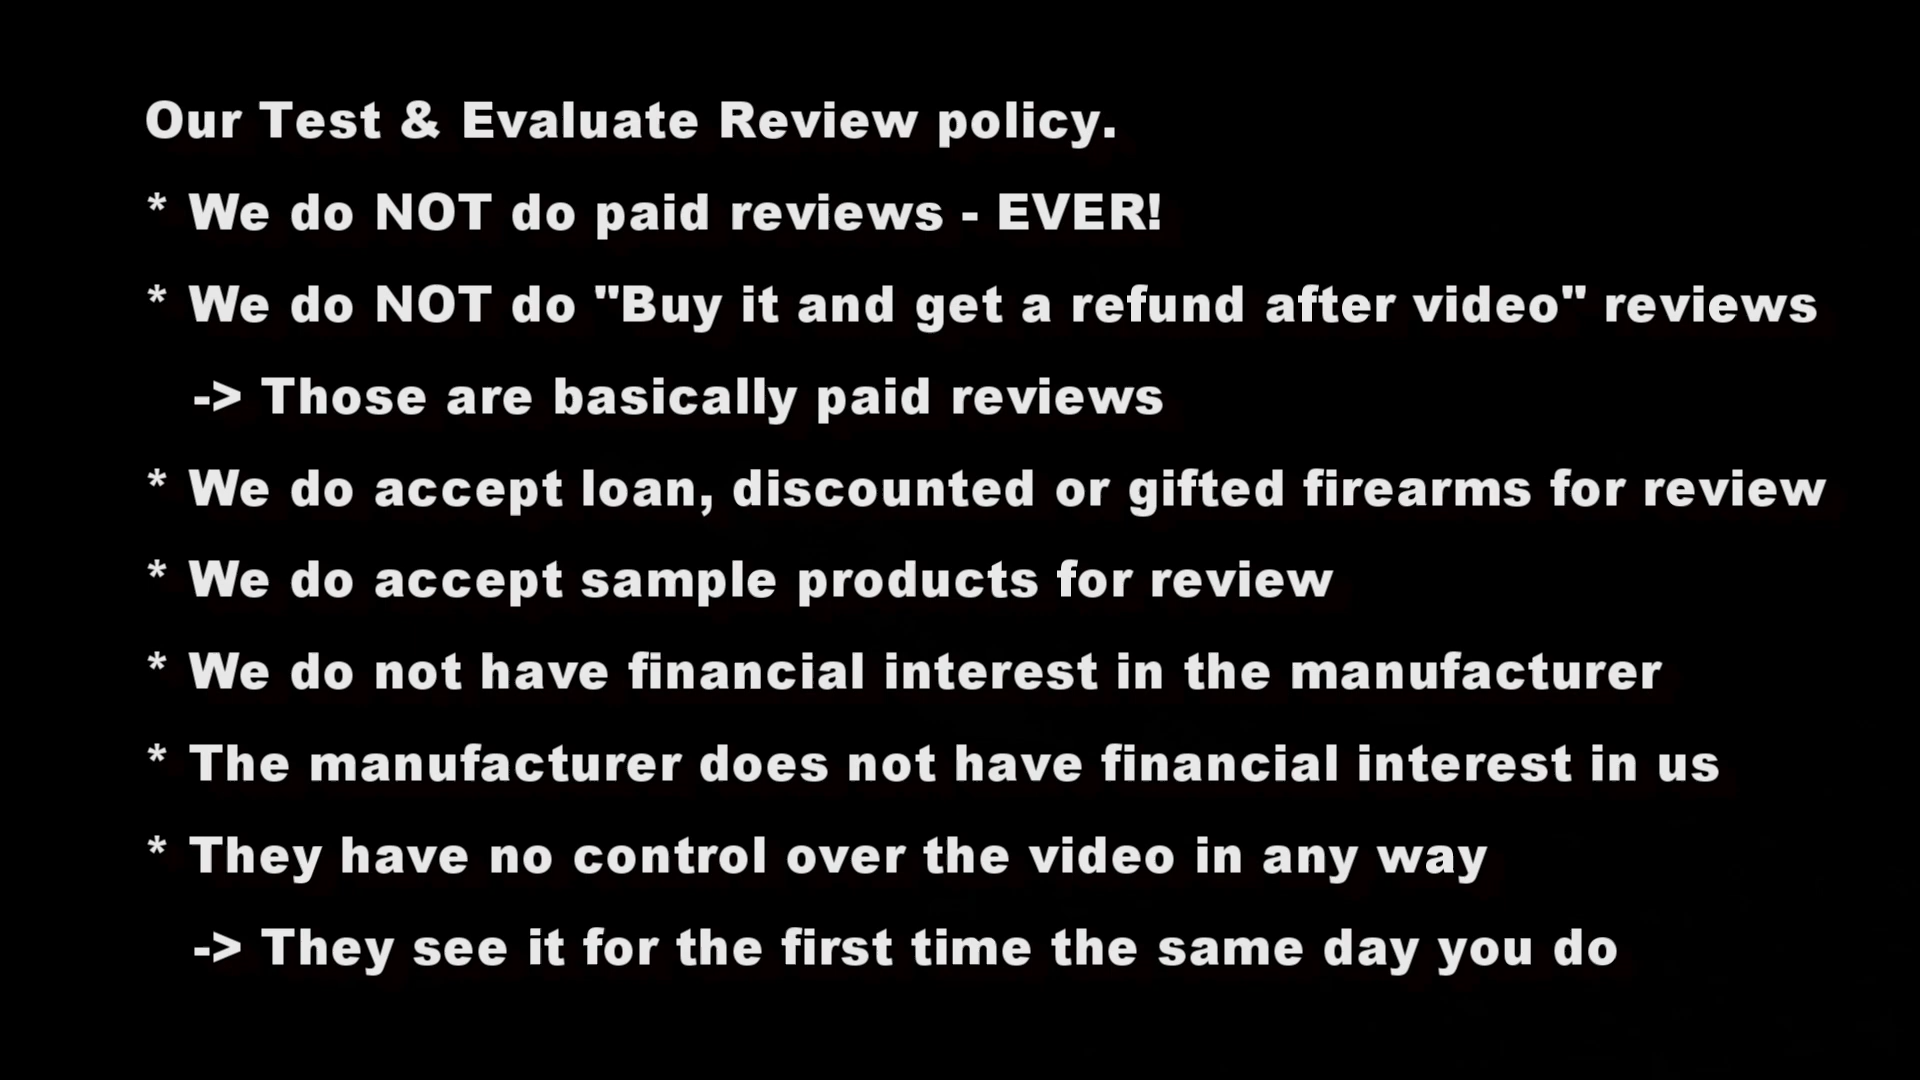 Our Test & Evaluate Review policy.
* We do NOT do paid reviews - EVER!
* We do NOT do "Buy it and get a refund after video" reviews
-> Those are basically paid reviews
* We do accept loan, discounted or gifted firearms for review
* We do accept sample products for review
* We do not have financial interest in the manufacturer
* The manufacturer does not have financial interest in us
* They have no control over the video in any way
-> They see it for the first time the same day you do